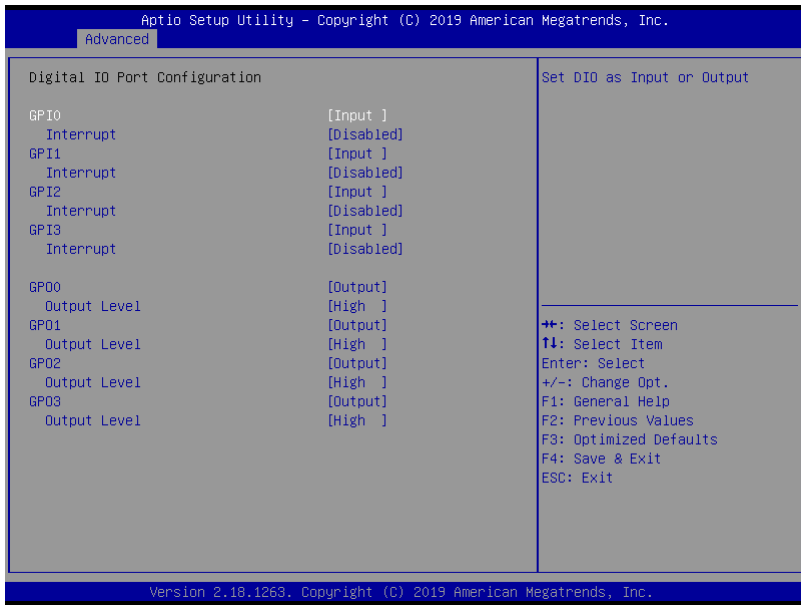 Aptio Setup Utility – Copyright (C) 2019 American Megatrends, Inc.
Advanced
Digital IO Port Configuration
GPI0 [Input ]
Interrupt [Disabled]
GPI1 [Input ]
Interrupt [Disabled]
GPI2 [Input ]
Interrupt [Disabled]
GPI3 [Input ]
Interrupt [Disabled]
GPO0 [Output]
Output Level [High ]
GPO1 [Output]
Output Level [High ]
GPO2 [Output]
Output Level [High ]
GPO3 [Output]
Output Level [High ]
Set DIO as Input or Output
→←: Select Screen
↑↓: Select Item
Enter: Select
+/-: Change Opt.
F1: General Help
F2: Previous Values
F3: Optimized Defaults
F4: Save & Exit
ESC: Exit
Version 2.18.1263. Copyright (C) 2019 American Megatrends, Inc.